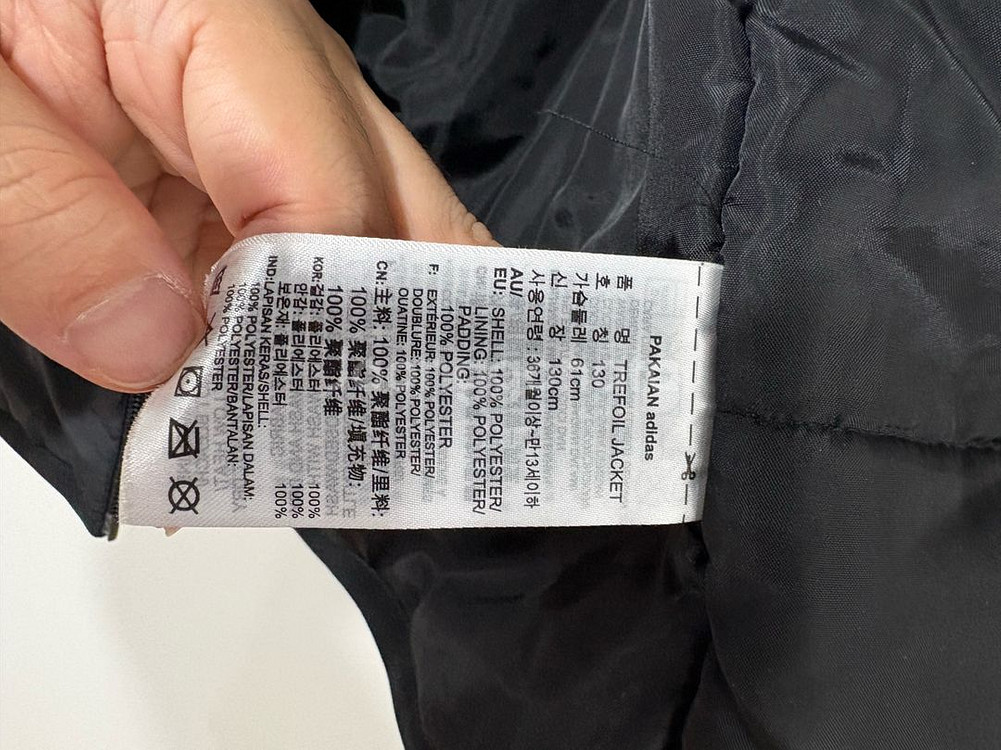 PAKAIAN adidas
품 명 TREFOIL JACKET
호 칭 130
가슴둘레 61cm
신 장 130cm
사용연령 : 36개월이상~만13세이하
AU/
EU: SHELL: 100% POLYESTER/
LINING: 100% POLYESTER/
PADDING:
100% POLYESTER
F: EXTÉRIEUR: 100% POLYESTER/
DOUBLURE: 100% POLYESTER/
OUATINE: 100% POLYESTER
CN: 主料: 100% 聚酯纤维/里料:
100% 聚酯纤维/填充物:
100% 聚酯纤维
KOR: 겉감: 폴리에스터 100%
안감: 폴리에스터 100%
보온재: 폴리에스터 100%
IND: LAPISAN KERAS/SHELL:
100% POLYESTER/LAPISAN DALAM:
100% POLYESTER/BANTALAN:
100% POLYESTER